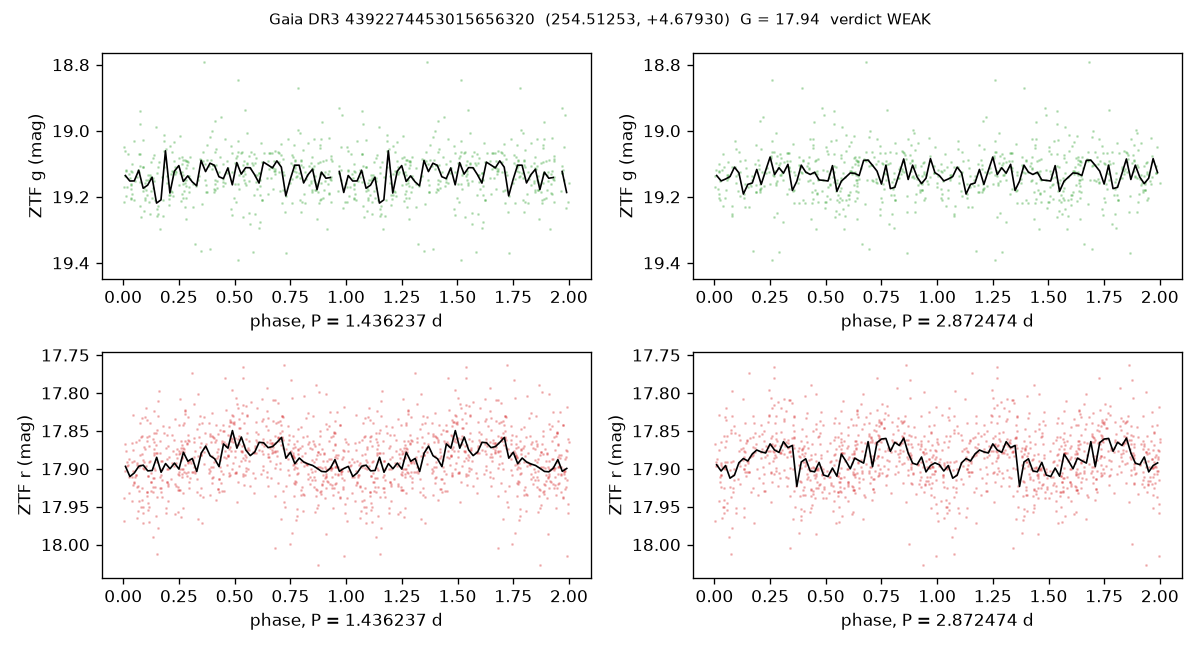 Gaia DR3 4392274453015656320  (254.51253, +4.67930)  G = 17.94  verdict WEAK
ZTF g (mag)
18.8
19.0
19.2
19.4
0.00 0.25 0.50 0.75 1.00 1.25 1.50 1.75 2.00
phase, P = 1.436237 d
ZTF g (mag)
18.8
19.0
19.2
19.4
0.00 0.25 0.50 0.75 1.00 1.25 1.50 1.75 2.00
phase, P = 2.872474 d
ZTF r (mag)
17.75
17.80
17.85
17.90
17.95
18.00
0.00 0.25 0.50 0.75 1.00 1.25 1.50 1.75 2.00
phase, P = 1.436237 d
ZTF r (mag)
17.75
17.80
17.85
17.90
17.95
18.00
0.00 0.25 0.50 0.75 1.00 1.25 1.50 1.75 2.00
phase, P = 2.872474 d